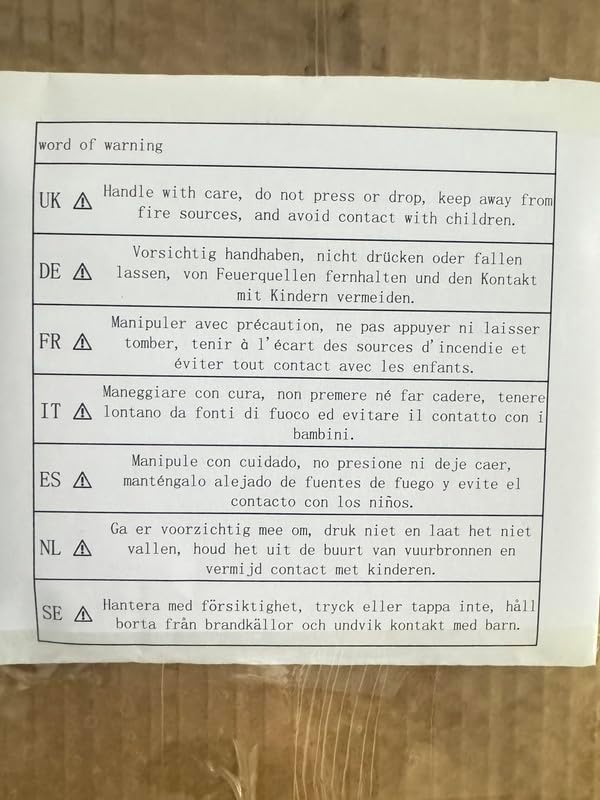 word of warning
UK ⚠ Handle with care, do not press or drop, keep away from
fire sources, and avoid contact with children.
DE ⚠ Vorsichtig handhaben, nicht drücken oder fallen
lassen, von Feuerquellen fernhalten und den Kontakt
mit Kindern vermeiden.
FR ⚠ Manipuler avec précaution, ne pas appuyer ni laisser
tomber, tenir à l'écart des sources d'incendie et
éviter tout contact avec les enfants.
IT ⚠ Maneggiare con cura, non premere né far cadere, tenere
lontano da fonti di fuoco ed evitare il contatto con i
bambini.
ES ⚠ Manipule con cuidado, no presione ni deje caer,
manténgalo alejado de fuentes de fuego y evite el
contacto con los niños.
NL ⚠ Ga er voorzichtig mee om, druk niet en laat het niet
vallen, houd het uit de buurt van vuurbronnen en
vermijd contact met kinderen.
SE ⚠ Hantera med försiktighet, tryck eller tappa inte, håll
borta från brandkällor och undvik kontakt med barn.